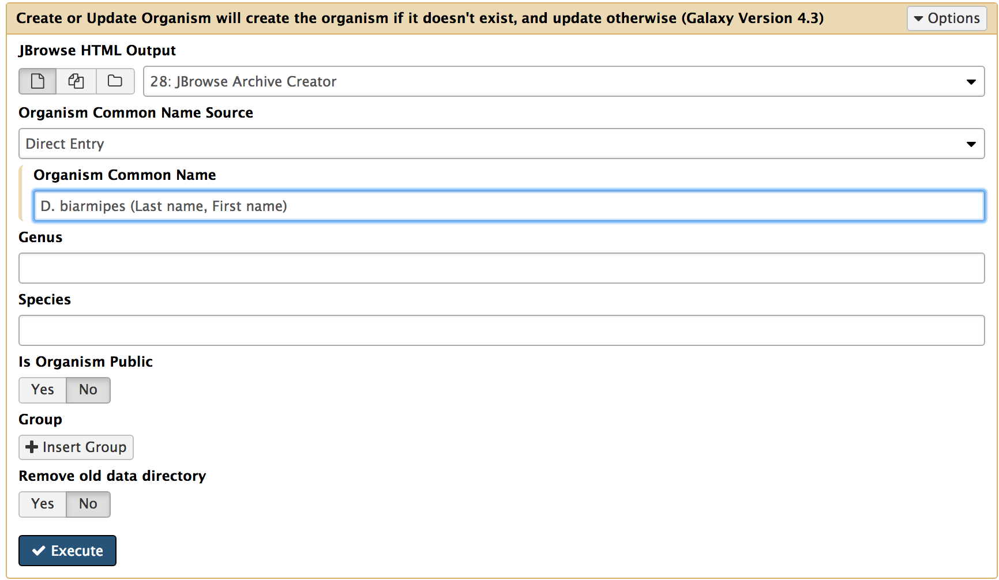 Create or Update Organism will create the organism if it doesn't exist, and update otherwise (Galaxy Version 4.3)
Options
JBrowse HTML Output
28: JBrowse Archive Creator
Organism Common Name Source
Direct Entry
Organism Common Name
D. biarmipes (Last name, First name)
Genus
Species
Is Organism Public
Yes No
Group
Insert Group
Remove old data directory
Yes No
Execute